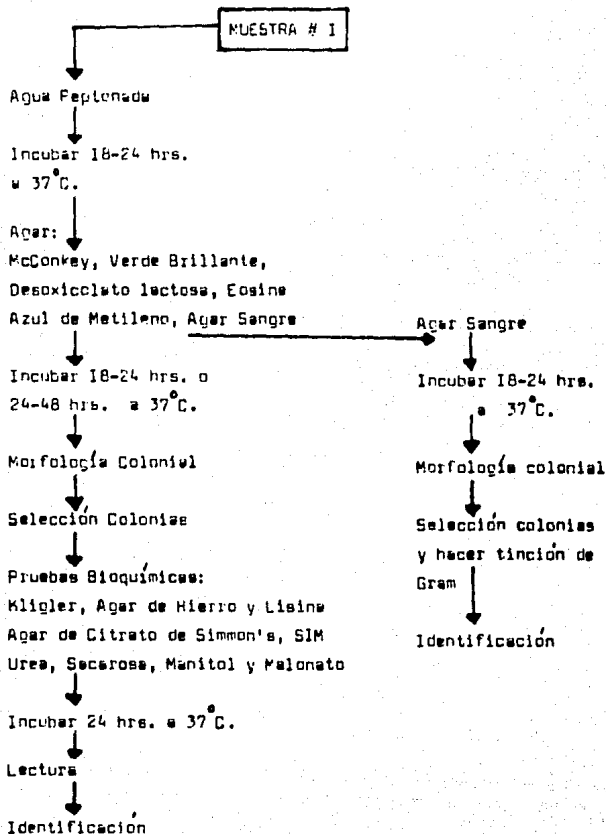 MUESTRA # I
Agua Peptonada
Incubar I8-24 hrs.
a 37°C.
Agar:
McConkey, Verde Brillante,
Desoxicolato lactosa, Eosina
Azul de Metileno, Agar Sangre
Incubar I8-24 hrs. o
24-48 hrs. a 37°C.
Morfología Colonial
Selección Colonias
Pruebas Bioquímicas:
Kligler, Agar de Hierro y Lisina
Agar de Citrato de Simmon's, SIM
Urea, Sacarosa, Manitol y Malonato
Incubar 24 hrs. a 37°C.
Lectura
Identificación
Agar Sangre
Incubar I8-24 hrs.
a 37°C.
Morfología colonial
Selección colonias
y hacer tinción de
Gram
Identificación